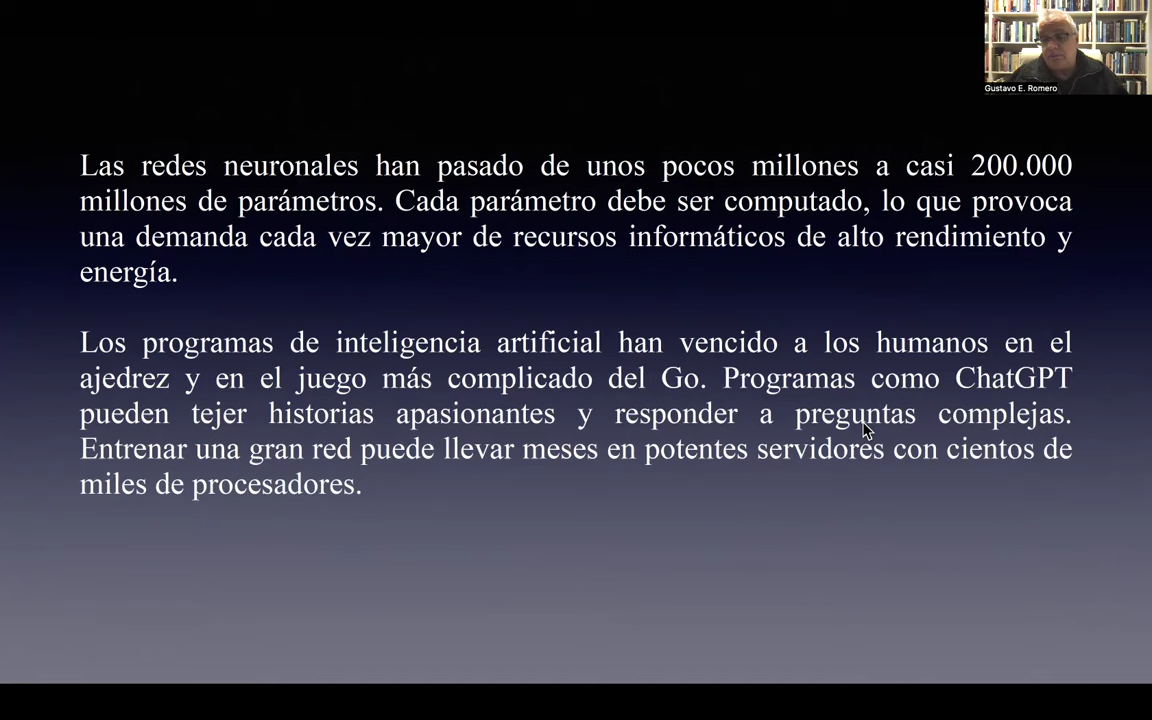 Gustavo E. Romero
Las redes neuronales han pasado de unos pocos millones a casi 200.000
millones de parámetros. Cada parámetro debe ser computado, lo que provoca
una demanda cada vez mayor de recursos informáticos de alto rendimiento y
energía.
Los programas de inteligencia artificial han vencido a los humanos en el
ajedrez y en el juego más complicado del Go. Programas como ChatGPT
pueden tejer historias apasionantes y responder a preguntas complejas.
Entrenar una gran red puede llevar meses en potentes servidores con cientos de
miles de procesadores.